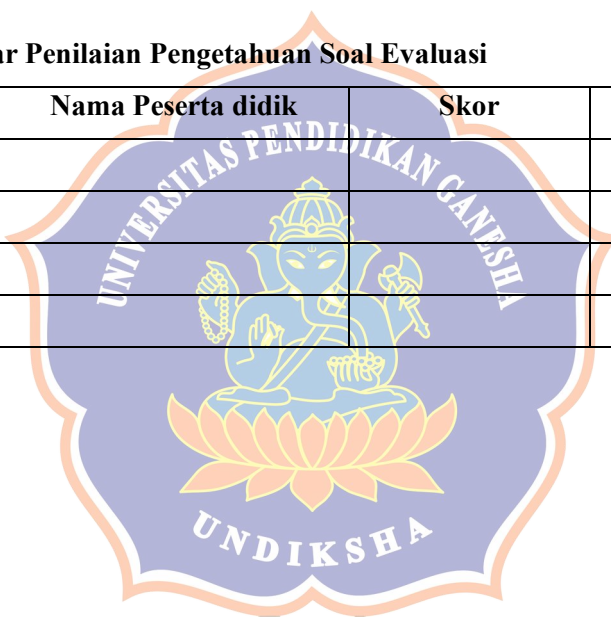 ar Penilaian Pengetahuan Soal Evaluasi
Nama Peserta didik Skor
UNIVERSITAS PENDIDIKAN GANESHA
UNDIKSHA